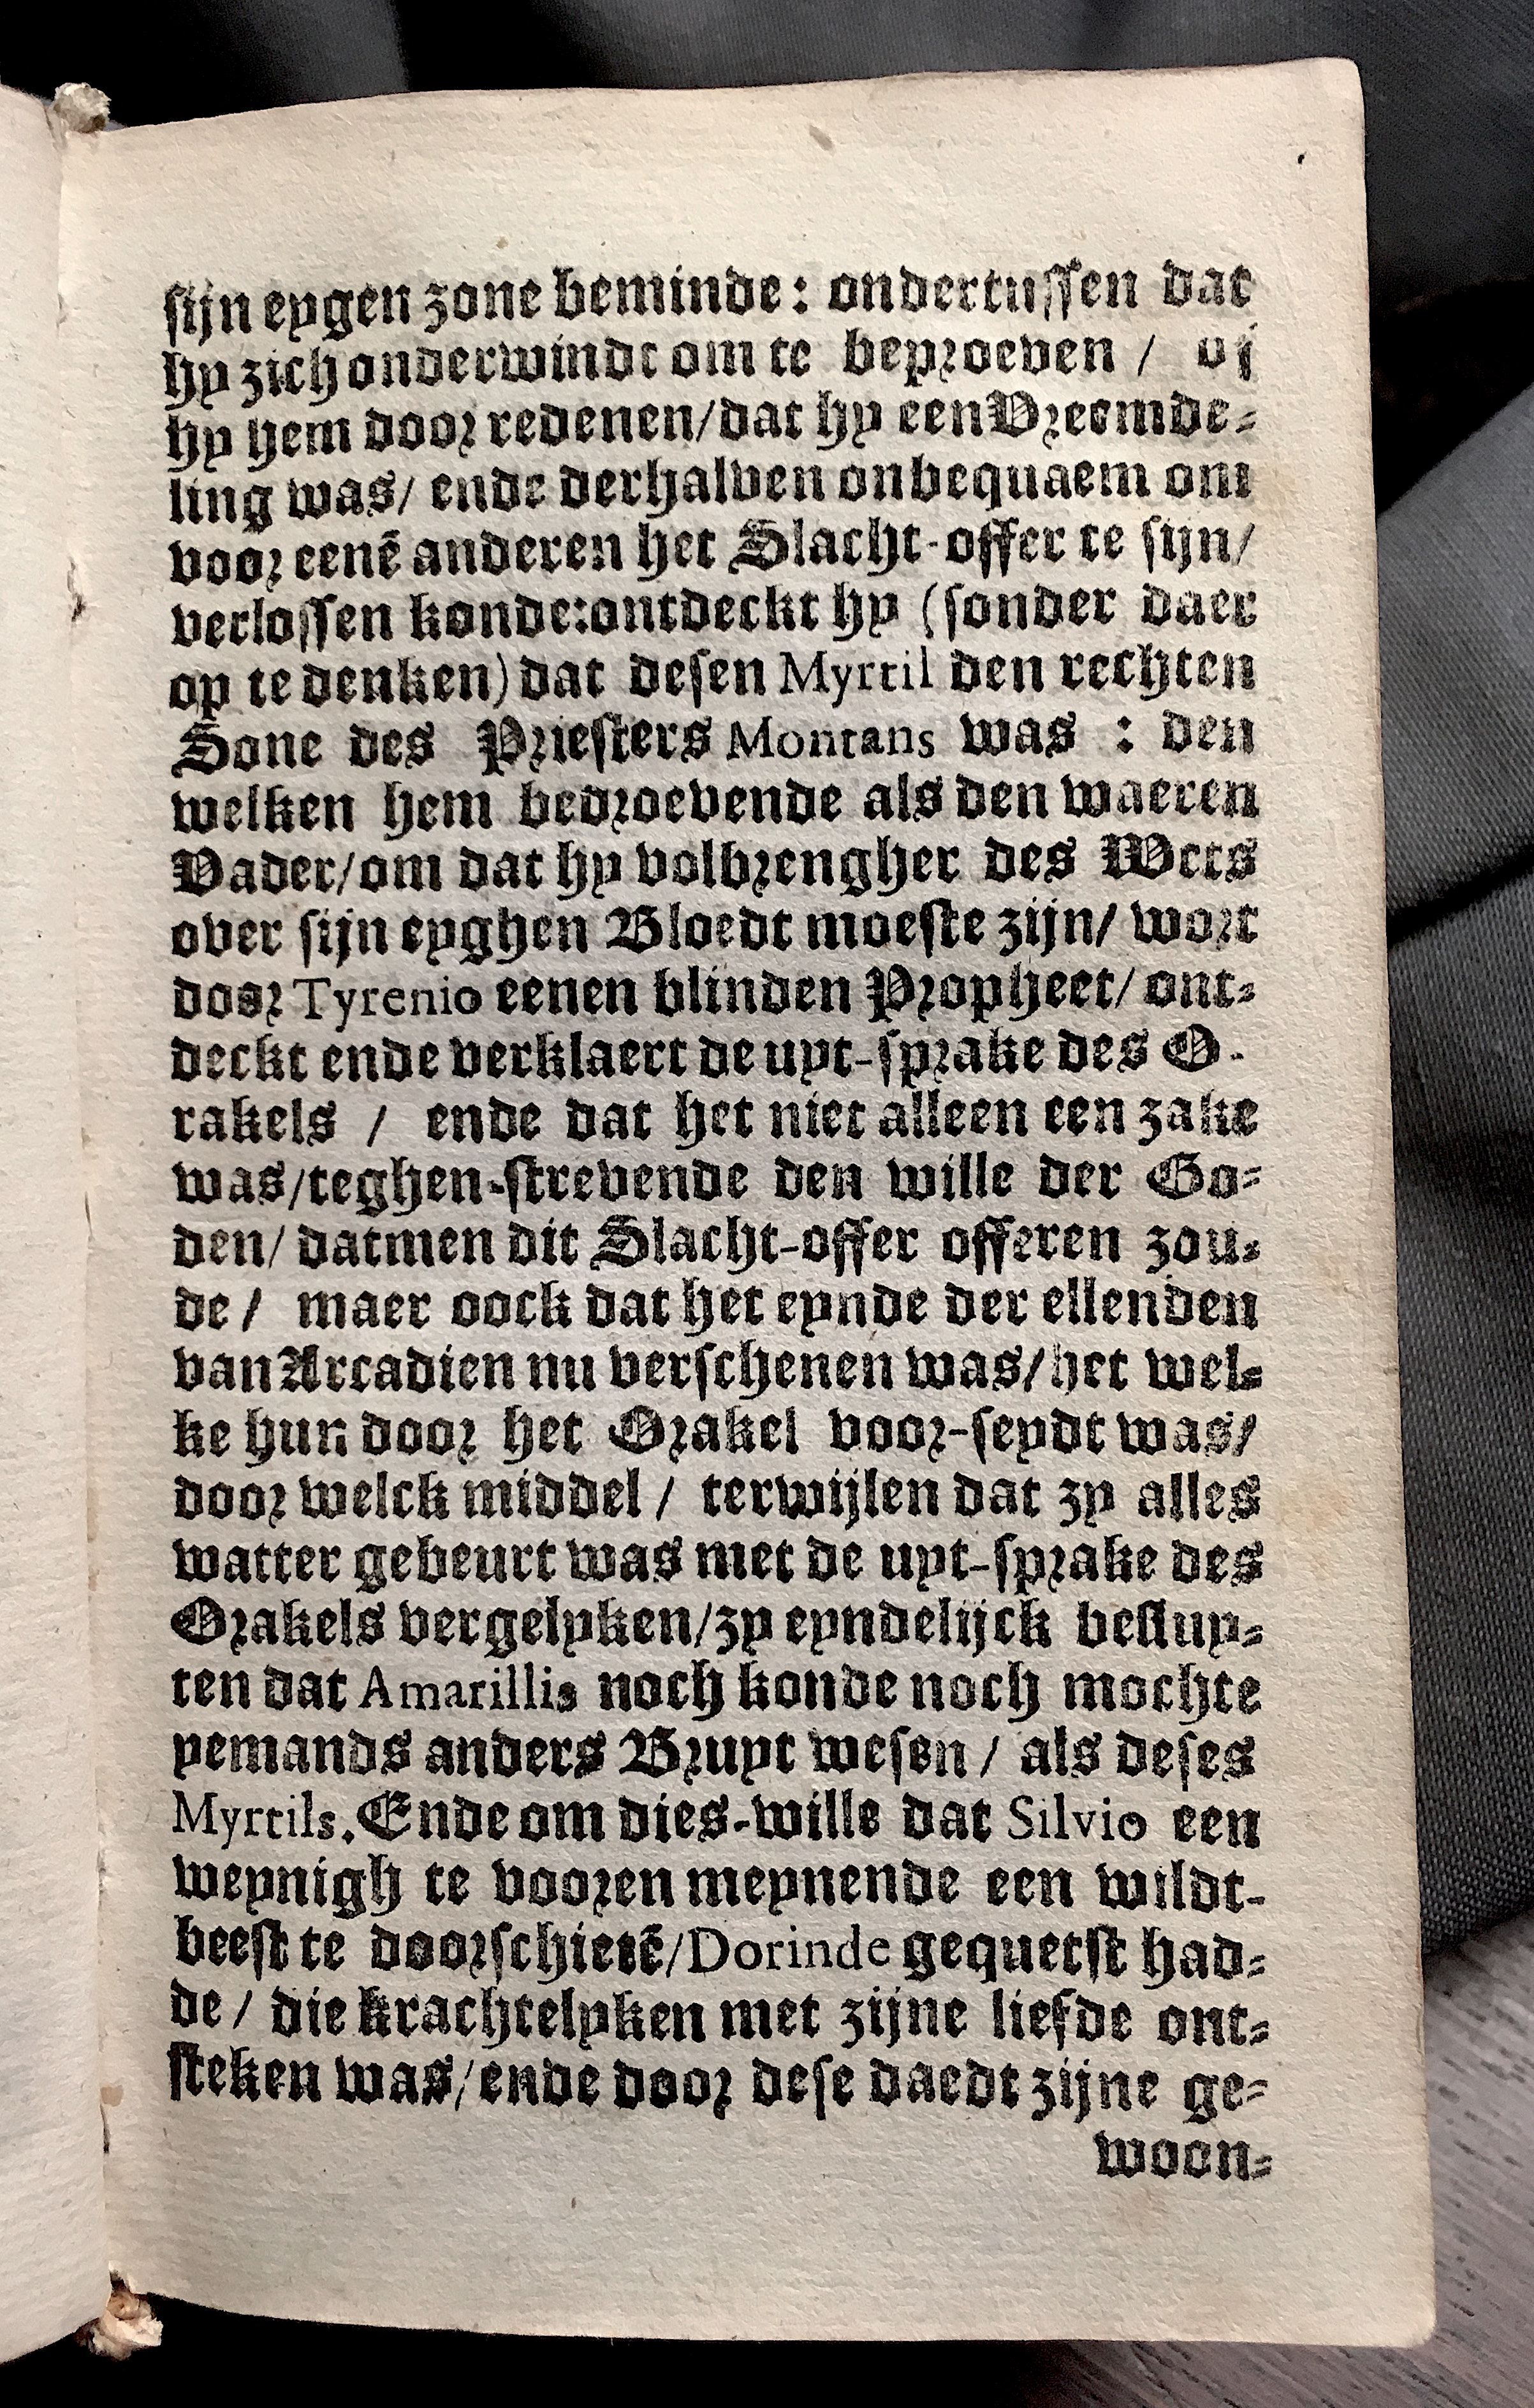 sijn eygen zone beminde: ondertussen dat
hy zich onderwindt om te beproeven / of
hy hem door redenen/dat hy een Vreemde-
ling was/ ende derhalven onbequaem om
voor eenē anderen het Slacht-offer te sijn/
verlossen konde:ontdeckt hy (sonder daer
op te denken) dat desen Myrtil den rechten
Sone des Priesters Montans was : den
welken hem bedroevende als den waeren
Vader/om dat hy volbrengher des Wets
over sijn eyghen Bloedt moeste zijn/ wort
door Tyrenio eenen blinden Propheet/ ont-
deckt ende verklaert de uyt-sprake des O-
rakels / ende dat het niet alleen een zake
was/teghen-strevende den wille der Go-
den/ datmen dit Slacht-offer offeren zou-
de / maer oock dat het eynde der ellenden
van Arcadien nu verschenen was/het wel-
ke hun door het Orakel voor-seydt was/
door welck middel / terwijlen dat zy alles
watter gebeurt was met de uyt-sprake des
Orakels vergelyken/zy eyndelijck besluy-
ten dat Amarillis noch konde noch mochte
yemands anders Bruyt wesen / als deses
Myrtils. Ende om dies-wille dat Silvio een
weynigh te vooren meynende een wildt-
beest te doorschietē/Dorinde gequetst had-
de / die krachtelyken met zijne liefde ont-
steken was/ende door dese daedt zijne ge-
woon-